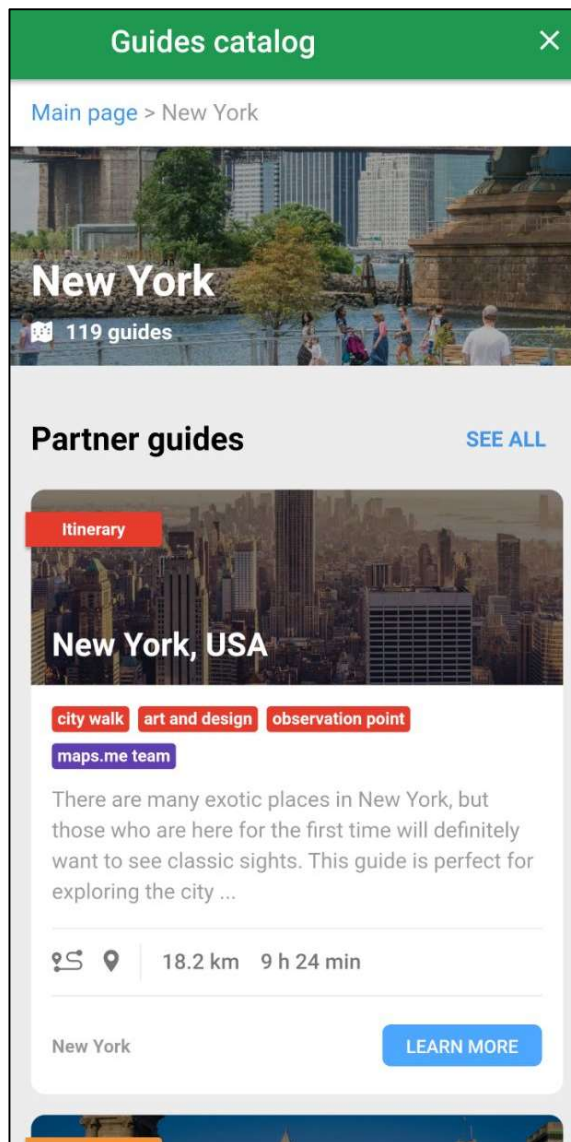 Guides catalog
Main page > New York
New York
119 guides
Partner guides
SEE ALL
Itinerary
New York, USA
city walk art and design observation point
maps.me team
There are many exotic places in New York, but
those who are here for the first time will definitely
want to see classic sights. This guide is perfect for
exploring the city ...
18.2 km 9 h 24 min
New York
LEARN MORE